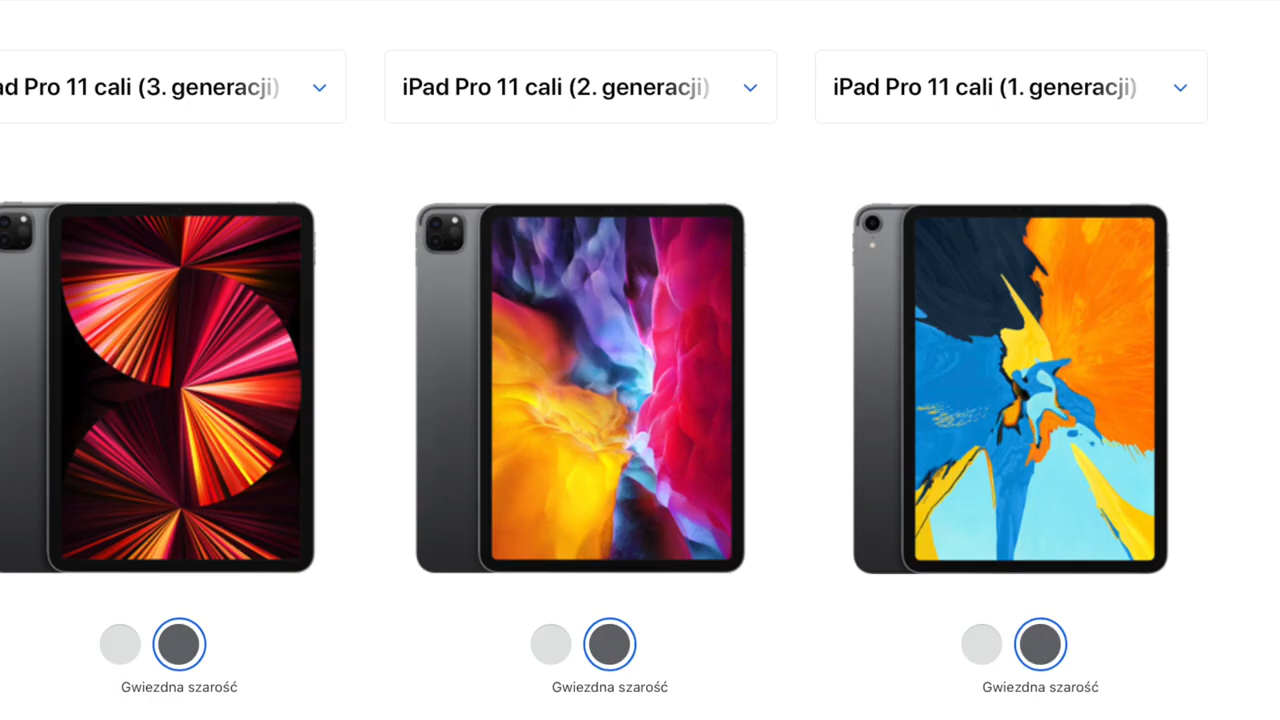 ad Pro 11 cali (3. generacji)
iPad Pro 11 cali (2. generacji)
iPad Pro 11 cali (1. generacji)
Gwiezdna szarość
Gwiezdna szarość
Gwiezdna szarość